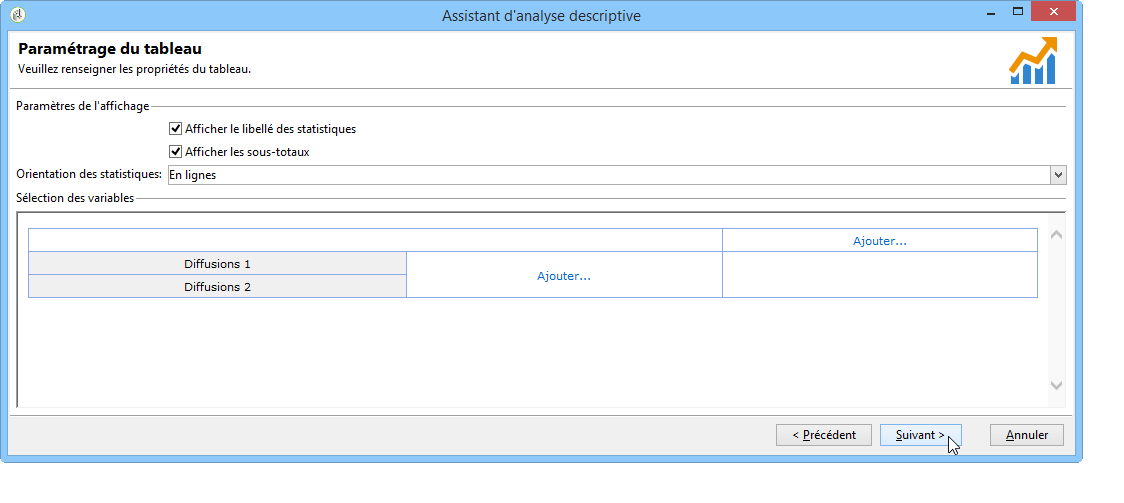 Assistant d'analyse descriptive
Paramétrage du tableau
Veuillez renseigner les propriétés du tableau.
Paramètres de l'affichage
Afficher le libellé des statistiques
Afficher les sous-totaux
Orientation des statistiques: En lignes
Sélection des variables
Ajouter...
Diffusions 1
Ajouter...
Diffusions 2
< Précédent Suivant > Annuler